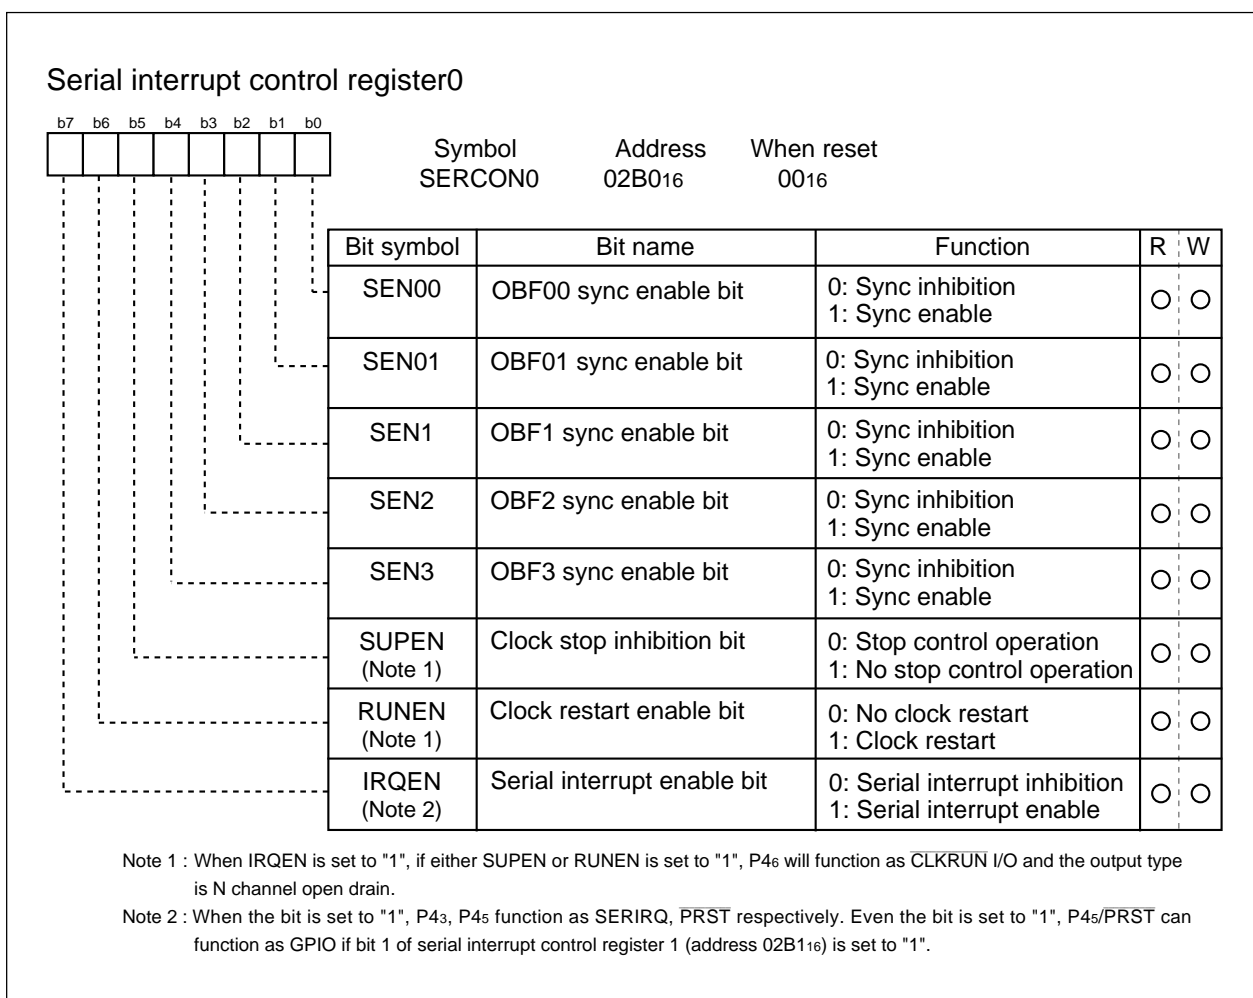 Serial interrupt control register0
b7 b6 b5 b4 b3 b2 b1 b0
Symbol Address When reset
SERCON0 02B016 0016
Bit symbol Bit name Function R W
SEN00 OBF00 sync enable bit 0: Sync inhibition
1: Sync enable
SEN01 OBF01 sync enable bit 0: Sync inhibition
1: Sync enable
SEN1 OBF1 sync enable bit 0: Sync inhibition
1: Sync enable
SEN2 OBF2 sync enable bit 0: Sync inhibition
1: Sync enable
SEN3 OBF3 sync enable bit 0: Sync inhibition
1: Sync enable
SUPEN Clock stop inhibition bit 0: Stop control operation
(Note 1) 1: No stop control operation
RUNEN Clock restart enable bit 0: No clock restart
(Note 1) 1: Clock restart
IRQEN Serial interrupt enable bit 0: Serial interrupt inhibition
(Note 2) 1: Serial interrupt enable
Note 1 : When IRQEN is set to "1", if either SUPEN or RUNEN is set to "1", P46 will function as CLKRUN I/O and the output type
is N channel open drain.
Note 2 : When the bit is set to "1", P43, P45 function as SERIRQ, PRST respectively. Even the bit is set to "1", P45/PRST can
function as GPIO if bit 1 of serial interrupt control register 1 (address 02B116) is set to "1".